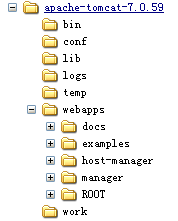 apache-tomcat-7.0.59
bin
conf
lib
logs
temp
webapps
docs
examples
host-manager
manager
ROOT
work